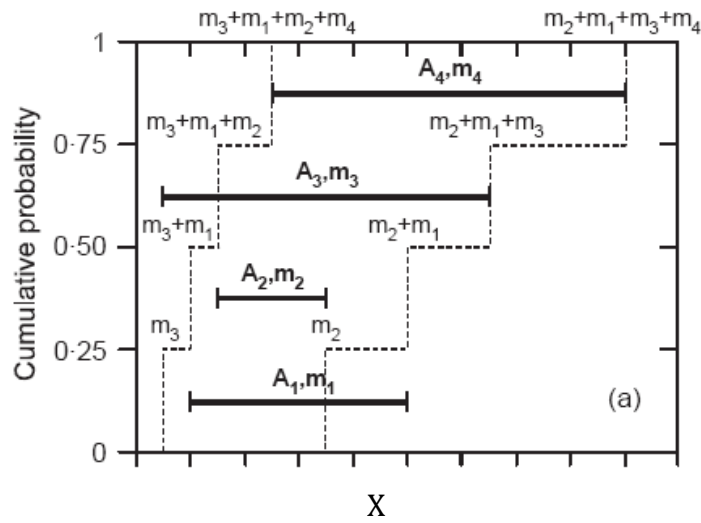 m₃+m₁+m₂+m₄ m₂+m₁+m₃+m₄
1
A₄,m₄
m₃+m₁+m₂ m₂+m₁+m₃
0·75
A₃,m₃
m₃+m₁ m₂+m₁
0·50
A₂,m₂
m₃ m₂
0·25
A₁,m₁
(a)
0
Cumulative probability
X